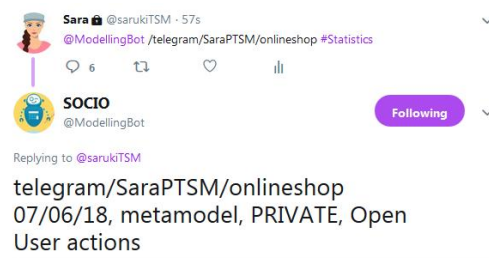 Sara @sarukiTSM · 57s
@ModellingBot /telegram/SaraPTSM/onlineshop #Statistics
6
SOCIO
@ModellingBot
Following
Replying to @sarukiTSM
telegram/SaraPTSM/onlineshop
07/06/18, metamodel, PRIVATE, Open
User actions